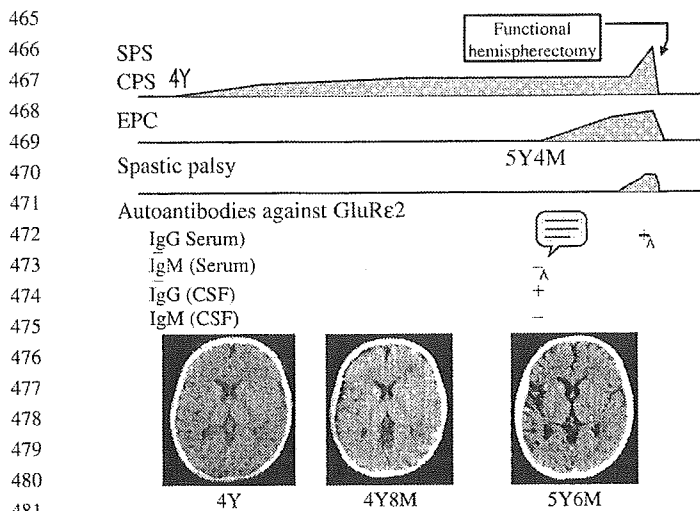 465
Functional
466 SPS hemispherectomy
467 CPS 4Y
468
EPC
469
5Y4M
470 Spastic palsy
471
Autoantibodies against GluRε2
472 IgG Serum) +
473 IgM (Serum) −
474 IgG (CSF) +
475 IgM (CSF) −
476
477
478
479
480
4Y 4Y8M 5Y6M
481